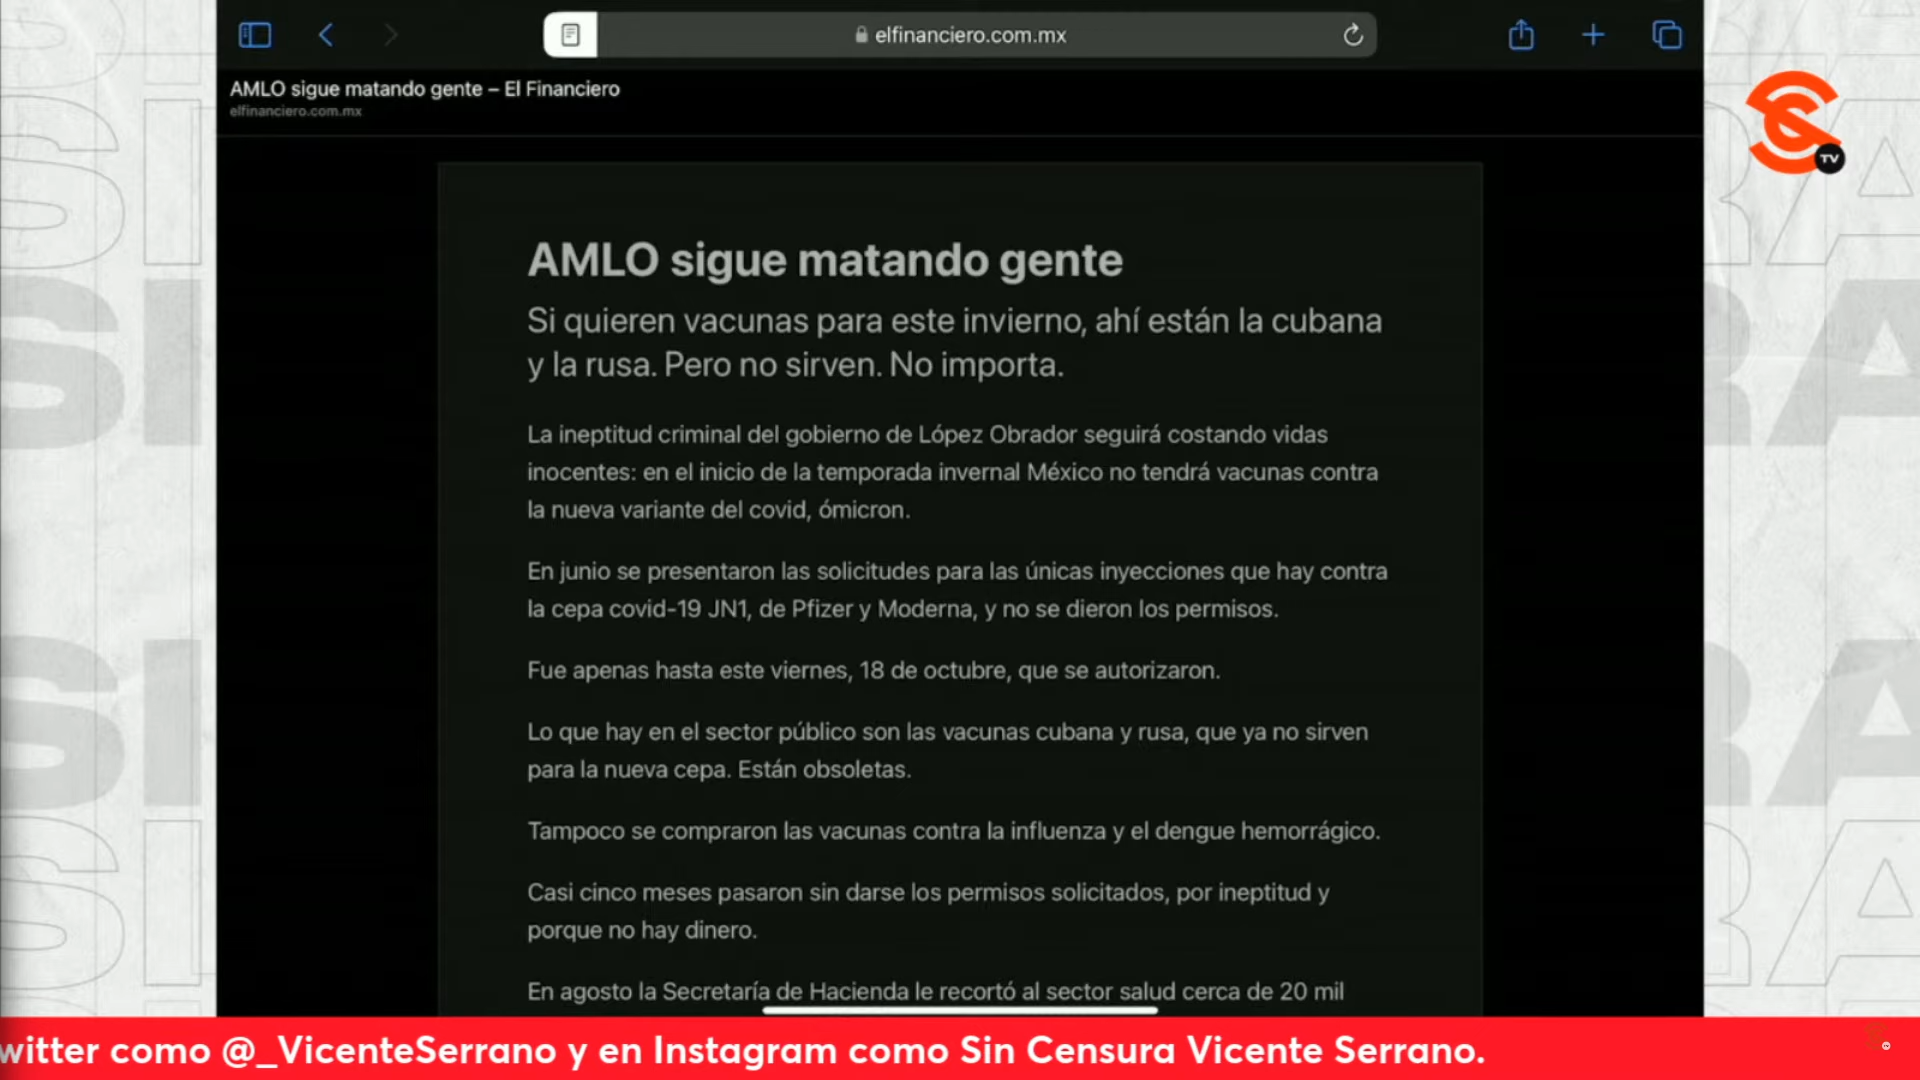 elfinanciero.com.mx
AMLO sigue matando gente – El Financiero
elfinanciero.com.mx
TV
AMLO sigue matando gente
Si quieren vacunas para este invierno, ahí están la cubana
y la rusa. Pero no sirven. No importa.
La ineptitud criminal del gobierno de López Obrador seguirá costando vidas
inocentes: en el inicio de la temporada invernal México no tendrá vacunas contra
la nueva variante del covid, ómicron.
En junio se presentaron las solicitudes para las únicas inyecciones que hay contra
la cepa covid-19 JN1, de Pfizer y Moderna, y no se dieron los permisos.
Fue apenas hasta este viernes, 18 de octubre, que se autorizaron.
Lo que hay en el sector público son las vacunas cubana y rusa, que ya no sirven
para la nueva cepa. Están obsoletas.
Tampoco se compraron las vacunas contra la influenza y el dengue hemorrágico.
Casi cinco meses pasaron sin darse los permisos solicitados, por ineptitud y
porque no hay dinero.
En agosto la Secretaría de Hacienda le recortó al sector salud cerca de 20 mil
witter como @_VicenteSerrano y en Instagram como Sin Censura Vicente Serrano.